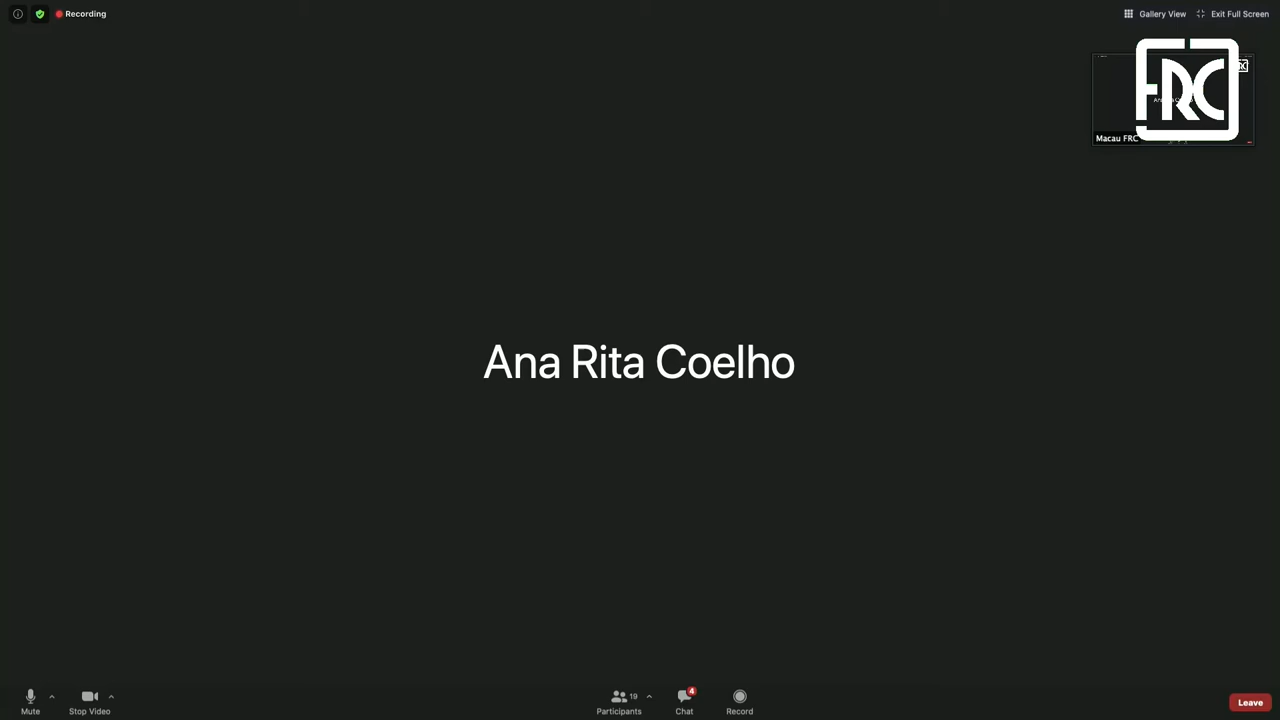 Recording
Gallery View
Exit Full Screen
FRC
Macau FRC
Ana Rita Coelho
Mute
Stop Video
19
Participants
4
Chat
Record
Leave